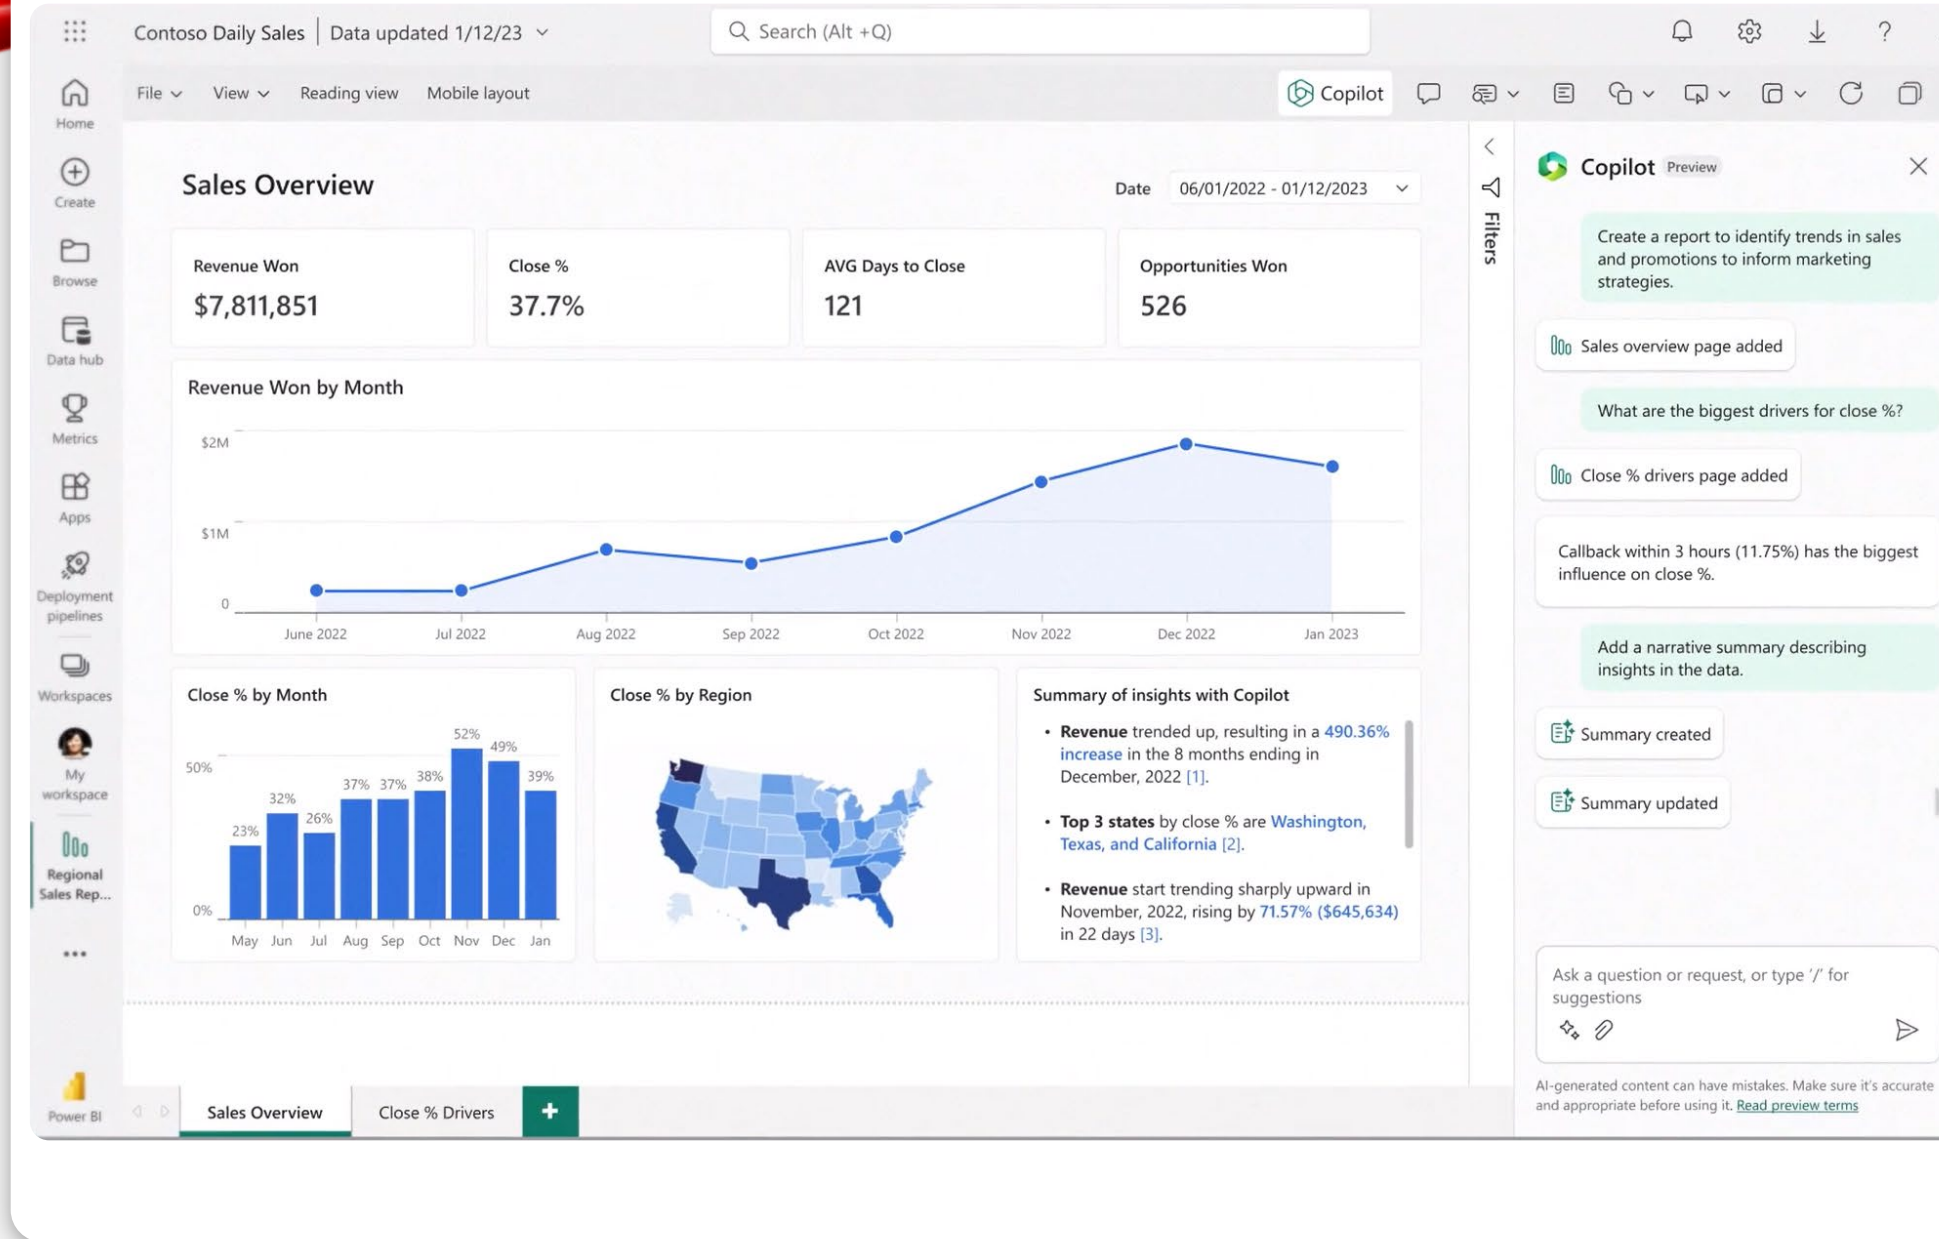 Contoso Daily Sales | Data updated 1/12/23
Search (Alt +Q)
?
Home
Create
Browse
Data hub
Metrics
Apps
Deployment
pipelines
Workspaces
My
workspace
Regional
Sales Rep...
Power BI
File
View
Reading view
Mobile layout
Copilot
Sales Overview
Date
06/01/2022 - 01/12/2023
Revenue Won
$7,811,851
Close %
37.7%
AVG Days to Close
121
Opportunities Won
526
Revenue Won by Month
$2M
$1M
0
June 2022
Jul 2022
Aug 2022
Sep 2022
Oct 2022
Nov 2022
Dec 2022
Jan 2023
Close % by Month
50%
0%
23%
32%
26%
37%
37%
38%
52%
49%
39%
May
Jun
Jul
Aug
Sep
Oct
Nov
Dec
Jan
Close % by Region
Summary of insights with Copilot
• Revenue trended up, resulting in a 490.36%
increase in the 8 months ending in
December, 2022 [1].
• Top 3 states by close % are Washington,
Texas, and California [2].
• Revenue start trending sharply upward in
November, 2022, rising by 71.57% ($645,634)
in 22 days [3].
Sales Overview
Close % Drivers
+
Filters
Copilot Preview
Create a report to identify trends in sales
and promotions to inform marketing
strategies.
Sales overview page added
What are the biggest drivers for close %?
Close % drivers page added
Callback within 3 hours (11.75%) has the biggest
influence on close %.
Add a narrative summary describing
insights in the data.
Summary created
Summary updated
Ask a question or request, or type '/' for
suggestions
AI-generated content can have mistakes. Make sure it's accurate
and appropriate before using it. Read preview terms